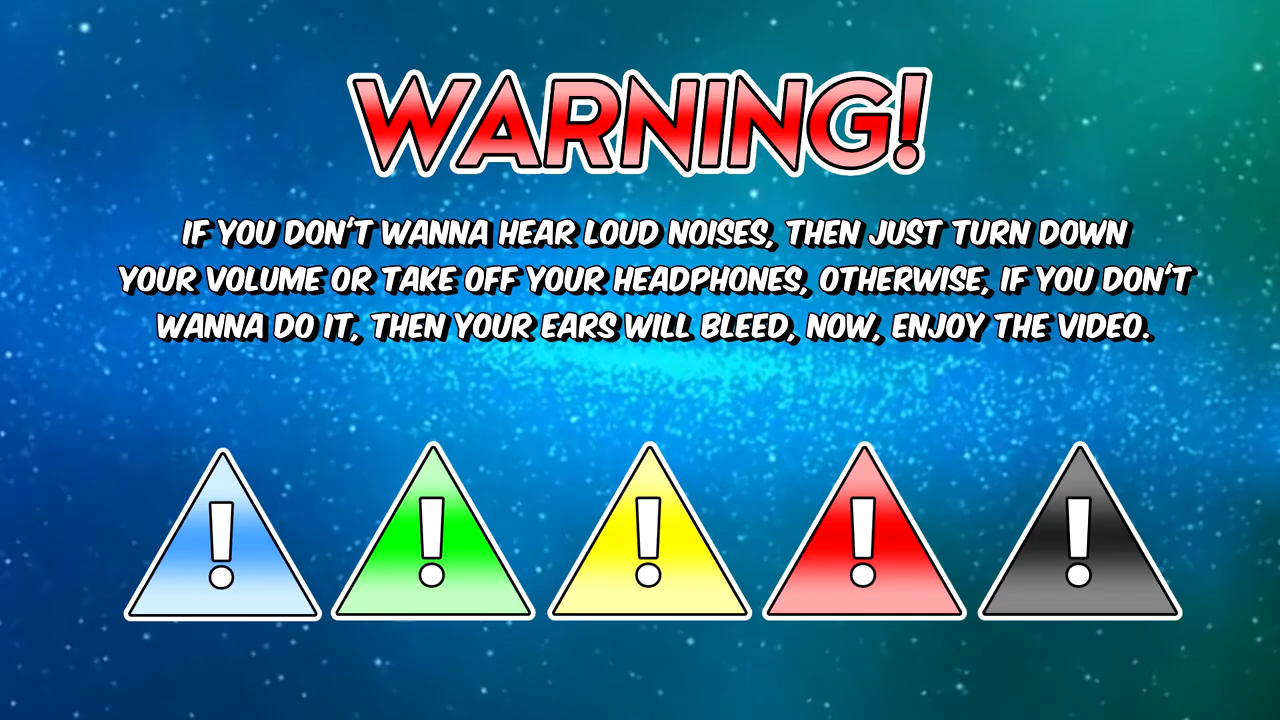 WARNING!
IF YOU DON'T WANNA HEAR LOUD NOISES, THEN JUST TURN DOWN
YOUR VOLUME OR TAKE OFF YOUR HEADPHONES, OTHERWISE, IF YOU DON'T
WANNA DO IT, THEN YOUR EARS WILL BLEED, NOW, ENJOY THE VIDEO.
! ! ! ! !